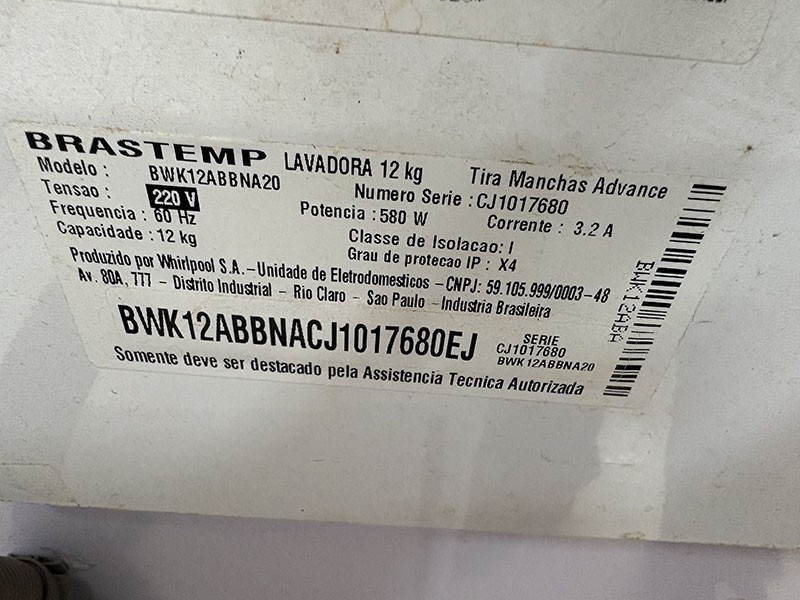 BRASTEMP LAVADORA 12 kg Tira Manchas Advance
Modelo : BWK12ABBNA20 Numero Serie : CJ1017680
Tensao : 220 V Potencia : 580 W Corrente : 3.2 A
Frequencia : 60 Hz Classe de Isolacao: I
Capacidade : 12 kg Grau de protecao IP : X4
Produzido por Whirlpool S.A.-Unidade de Eletrodomesticos -CNPJ: 59.105.999/0003-48
Av. 80A, 777 - Distrito Industrial - Rio Claro - Sao Paulo - Industria Brasileira
BWK12ABBNACJ1017680EJ
SERIE
CJ1017680
BWK12ABBNA20
Somente deve ser destacado pela Assistencia Tecnica Autorizada
BWK12ABA